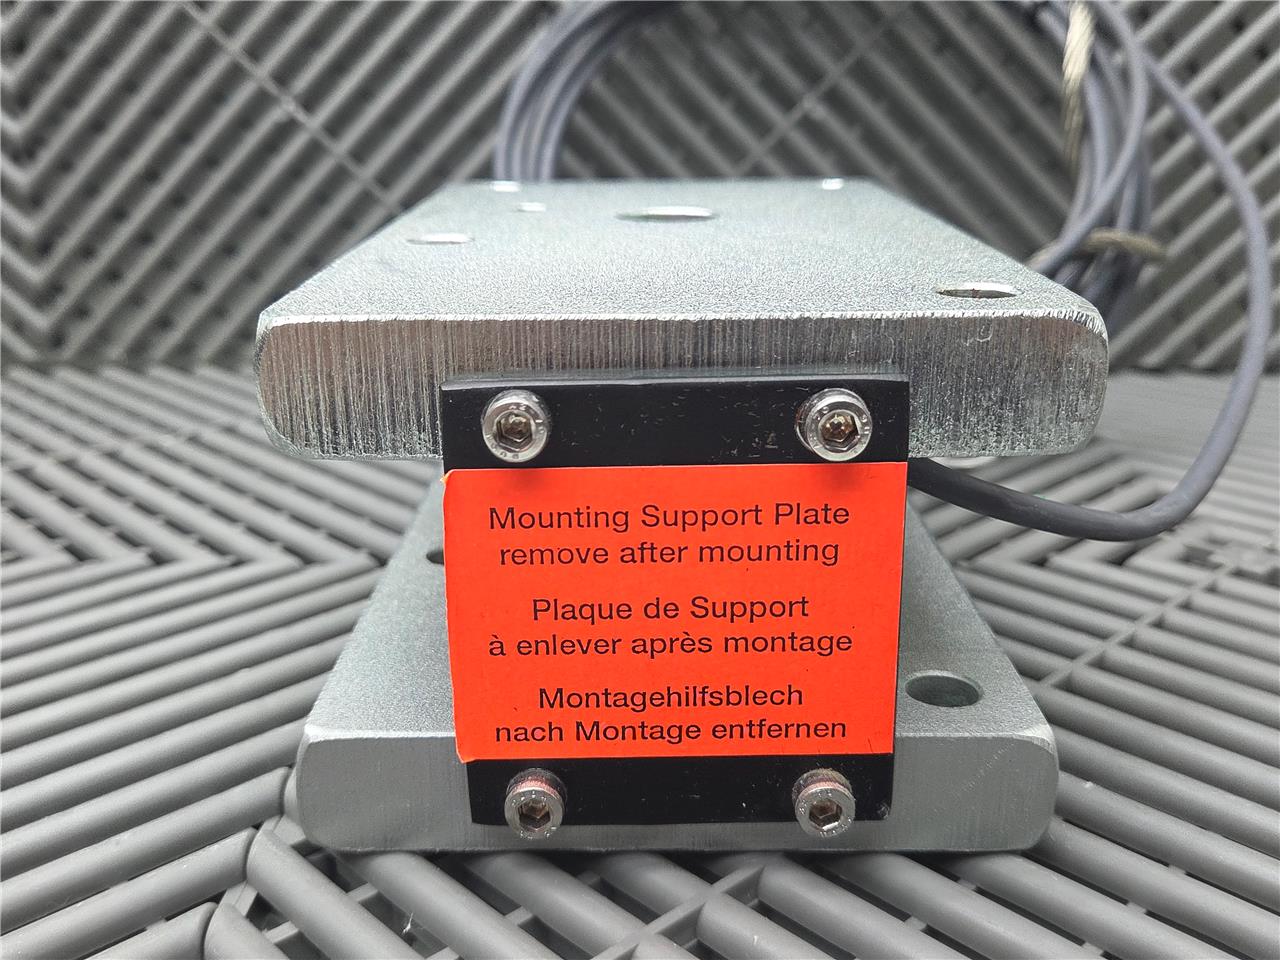 Mounting Support Plate
remove after mounting
Plaque de Support
à enlever après montage
Montagehilfsblech
nach Montage entfernen